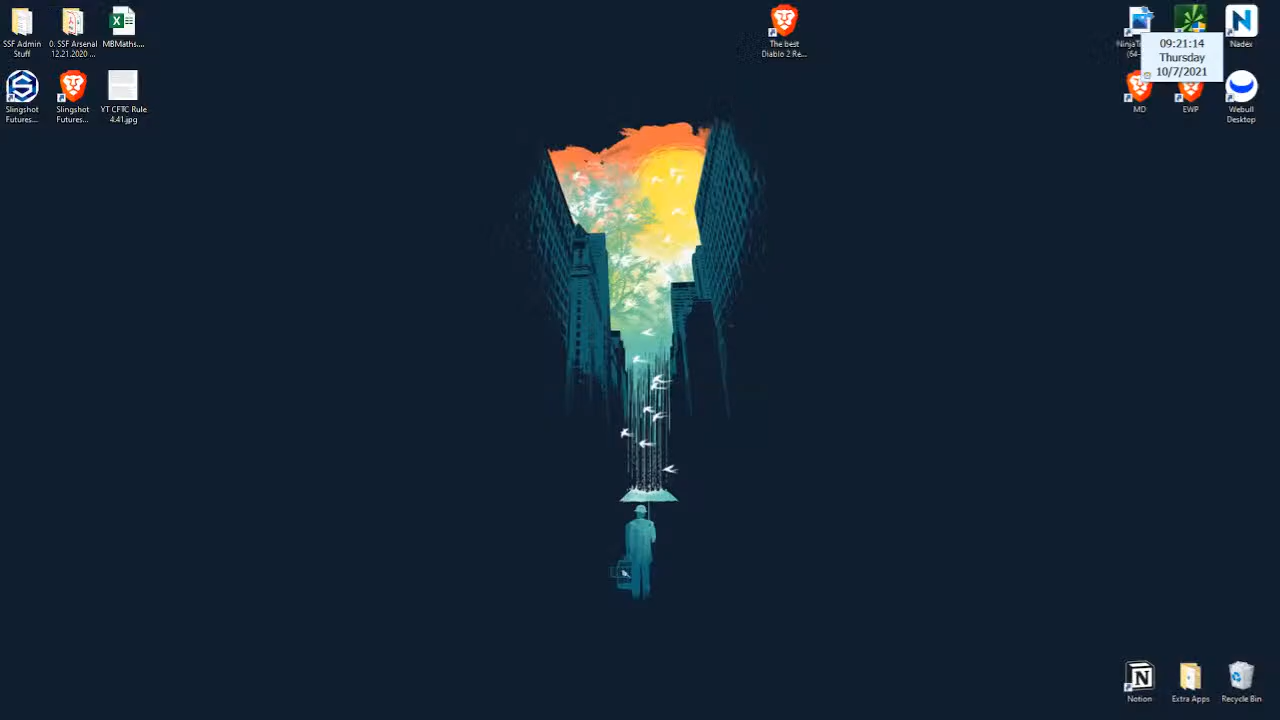 SSF Admin
Stuff
0. SSF Arsenal
12.21.2020 ...
MBMaths....
Slingshot
Futures...
Slingshot
Futures...
YT CFTC Rule
4.41.jpg
The best
Diablo 2 Re...
Nadex
09:21:14
Thursday
10/7/2021
MD
EWP
Webull
Desktop
Notion
Extra Apps
Recycle Bin